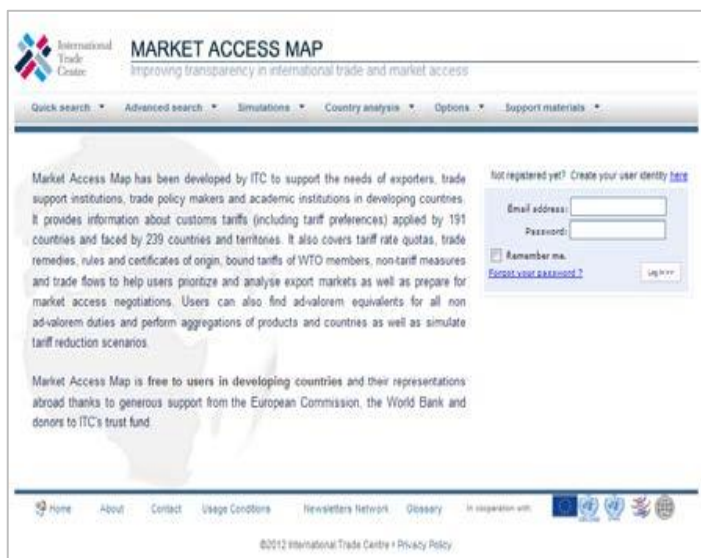 International
Trade
Centre
MARKET ACCESS MAP
Improving transparency in international trade and market access
Quick search Advanced search Simulations Country analysis Options Support materials
Market Access Map has been developed by ITC to support the needs of exporters, trade
support institutions, trade policy makers and academic institutions in developing countries.
It provides information about customs tariffs (including tariff preferences) applied by 191
countries and faced by 239 countries and territories. It also covers tariff rate quotas, trade
remedies, rules and certificates of origin, bound tariffs of WTO members, non-tariff measures
and trade flows to help users prioritize and analyse export markets as well as prepare for
market access negotiations. Users can also find ad-valorem equivalents for all non
ad-valorem duties and perform aggregations of products and countries as well as simulate
tariff reduction scenarios.
Market Access Map is free to users in developing countries and their representations
abroad thanks to generous support from the European Commission, the World Bank and
donors to ITC's trust fund
Not registered yet? Create your user identity here
Email address:
Password:
Remember me.
Forgot your password ?
Log in >>
Home About Contact Usage Conditions Newsletters Network Glossary In cooperation with:
©2012 International Trade Centre • Privacy Policy